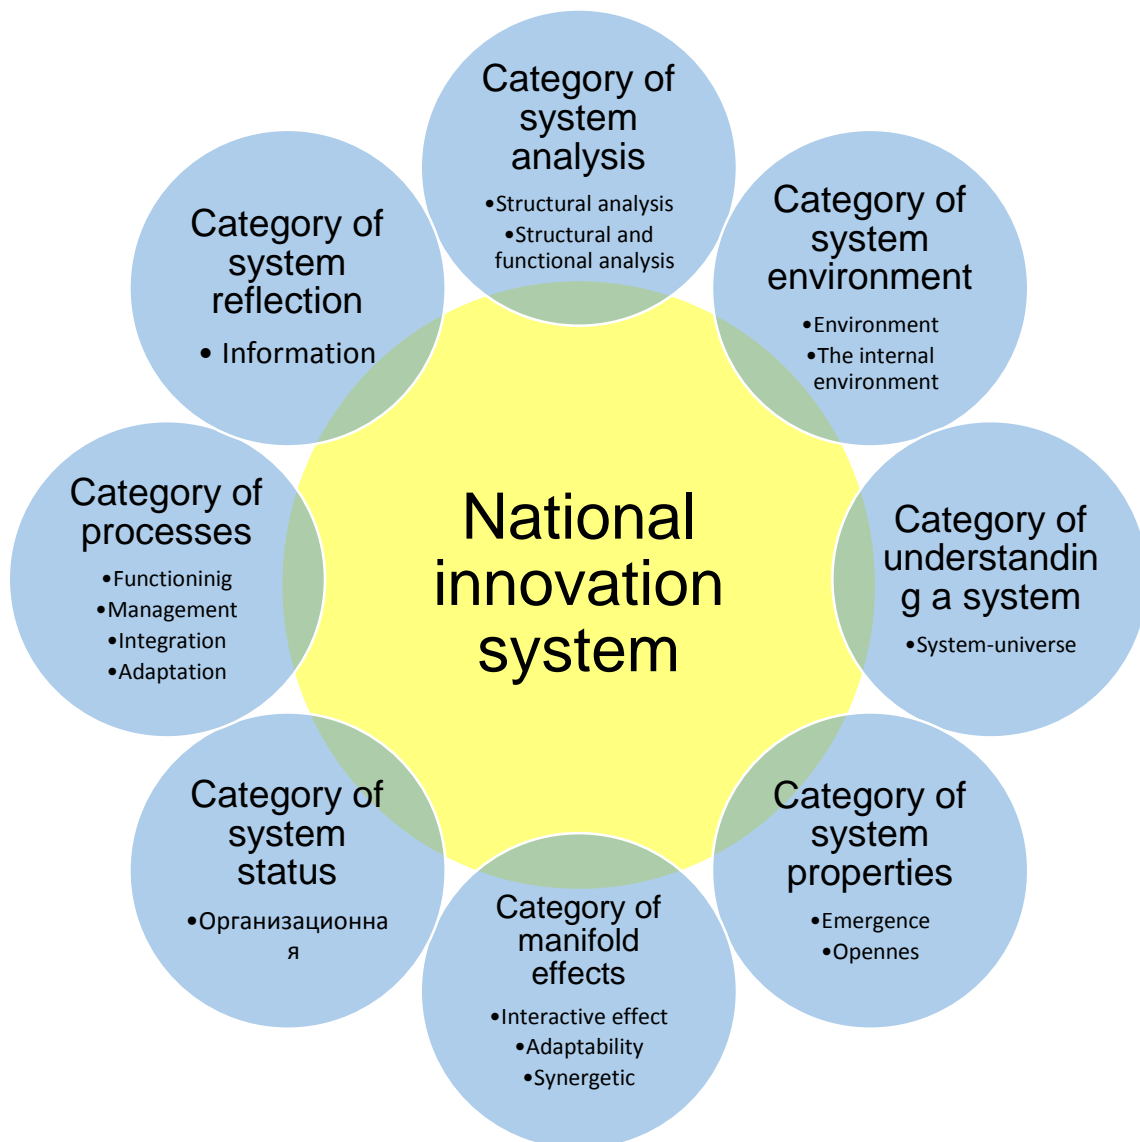 Category of
system
analysis
•Structural analysis
•Structural and
functional analysis
Category of
system
environment
•Environment
•The internal
environment
Category of
understandin
g a system
•System-universe
Category of
system
properties
•Emergence
•Opennes
Category of
manifold
effects
•Interactive effect
•Adaptability
•Synergetic
Category of
system
status
•Организационна
я
Category of
processes
•Functioninig
•Management
•Integration
•Adaptation
Category of
system
reflection
• Information
National
innovation
system